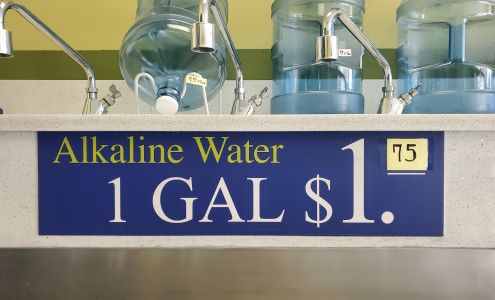 Alkaline Water
1 GAL $1.75